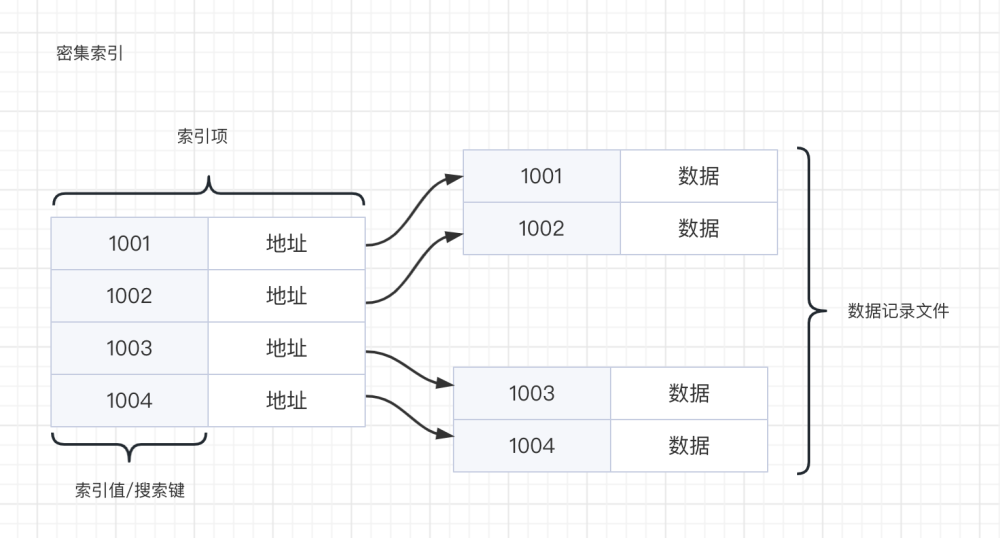 密集索引
索引项
1001 地址
1002 地址
1003 地址
1004 地址
索引值/搜索键
1001 数据
1002 数据
1003 数据
1004 数据
数据记录文件